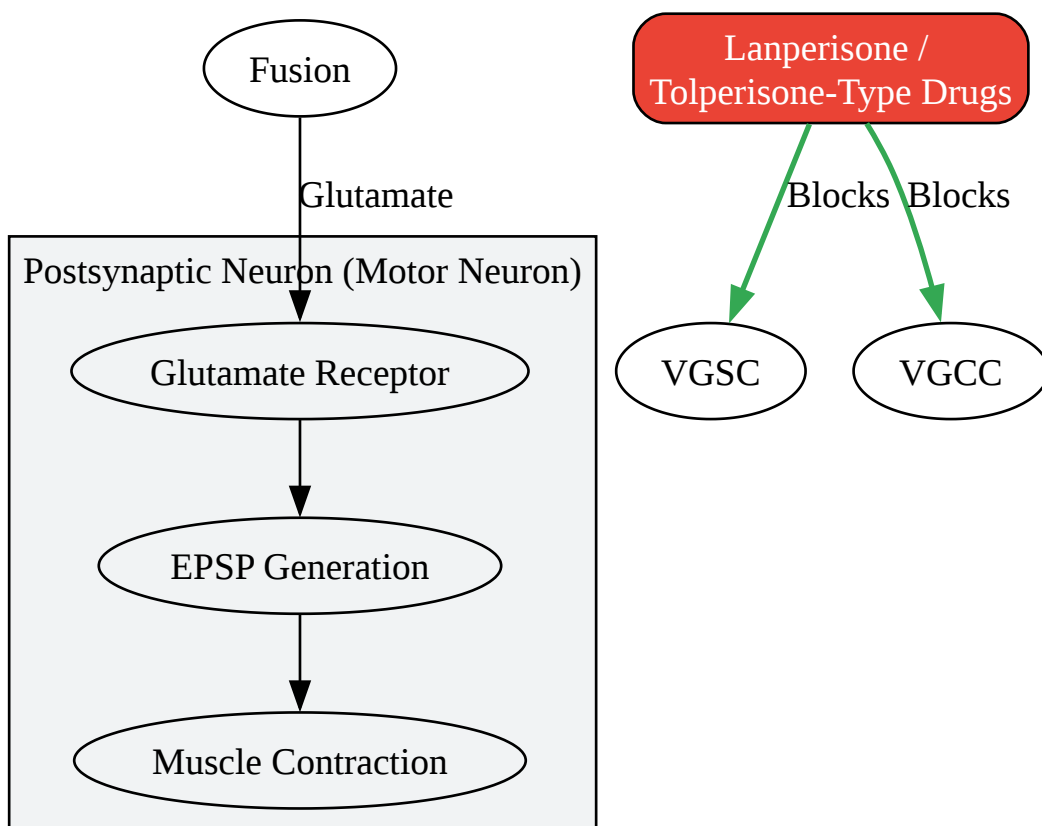 Fusion
Lanperisone /
Tolperisone-Type Drugs
Glutamate
Blocks
Blocks
Postsynaptic Neuron (Motor Neuron)
Glutamate Receptor
VGSC
VGCC
EPSP Generation
Muscle Contraction